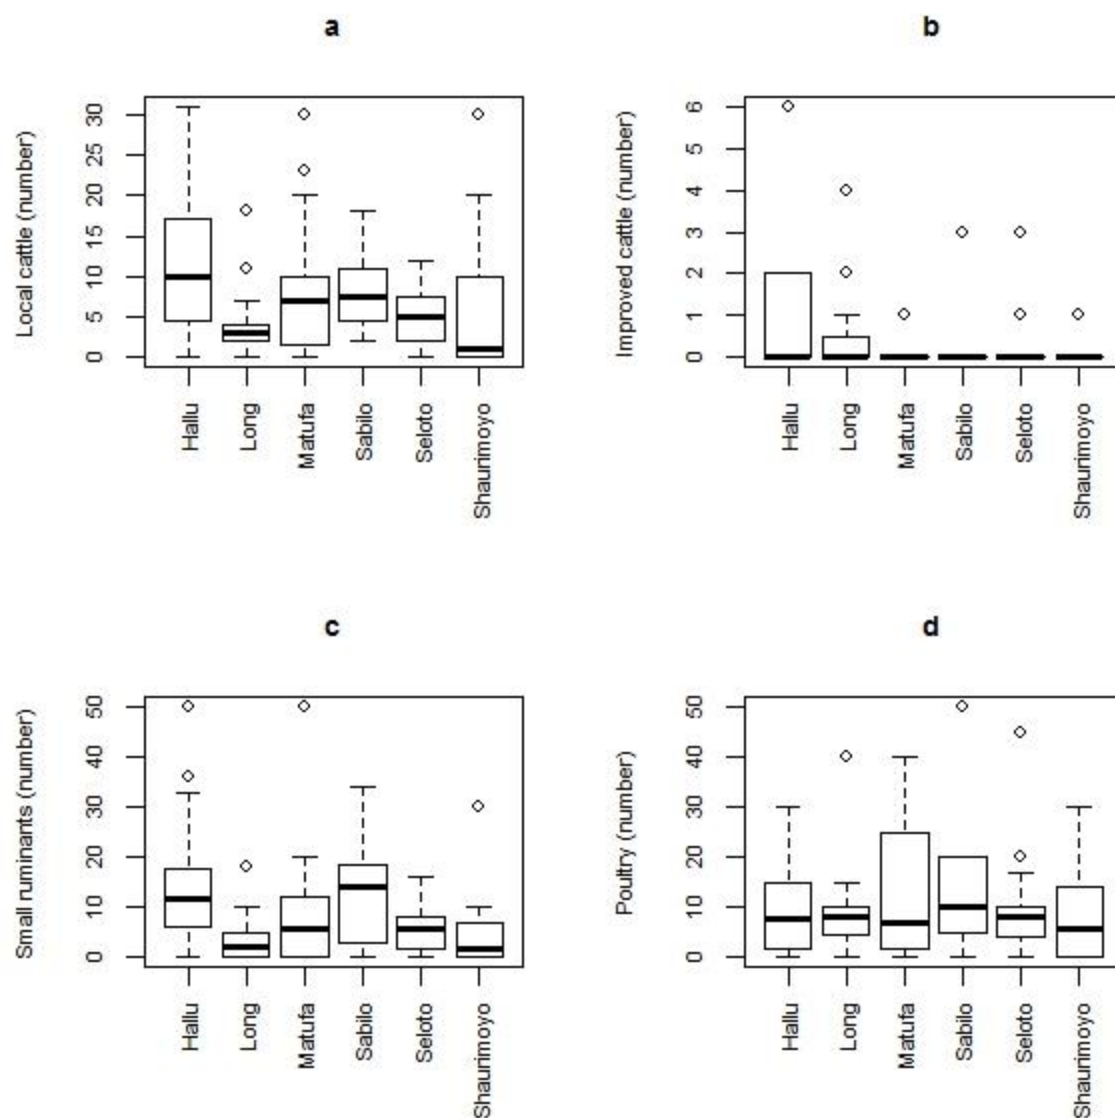 a
Local cattle (number)
30
25
20
15
10
5
0
Hallu
Long
Matufa
Sabilo
Seloto
Shaurimoyo
b
Improved cattle (number)
6
5
4
3
2
1
0
Hallu
Long
Matufa
Sabilo
Seloto
Shaurimoyo
c
Small ruminants (number)
50
40
30
20
10
0
Hallu
Long
Matufa
Sabilo
Seloto
Shaurimoyo
d
Poultry (number)
50
40
30
20
10
0
Hallu
Long
Matufa
Sabilo
Seloto
Shaurimoyo